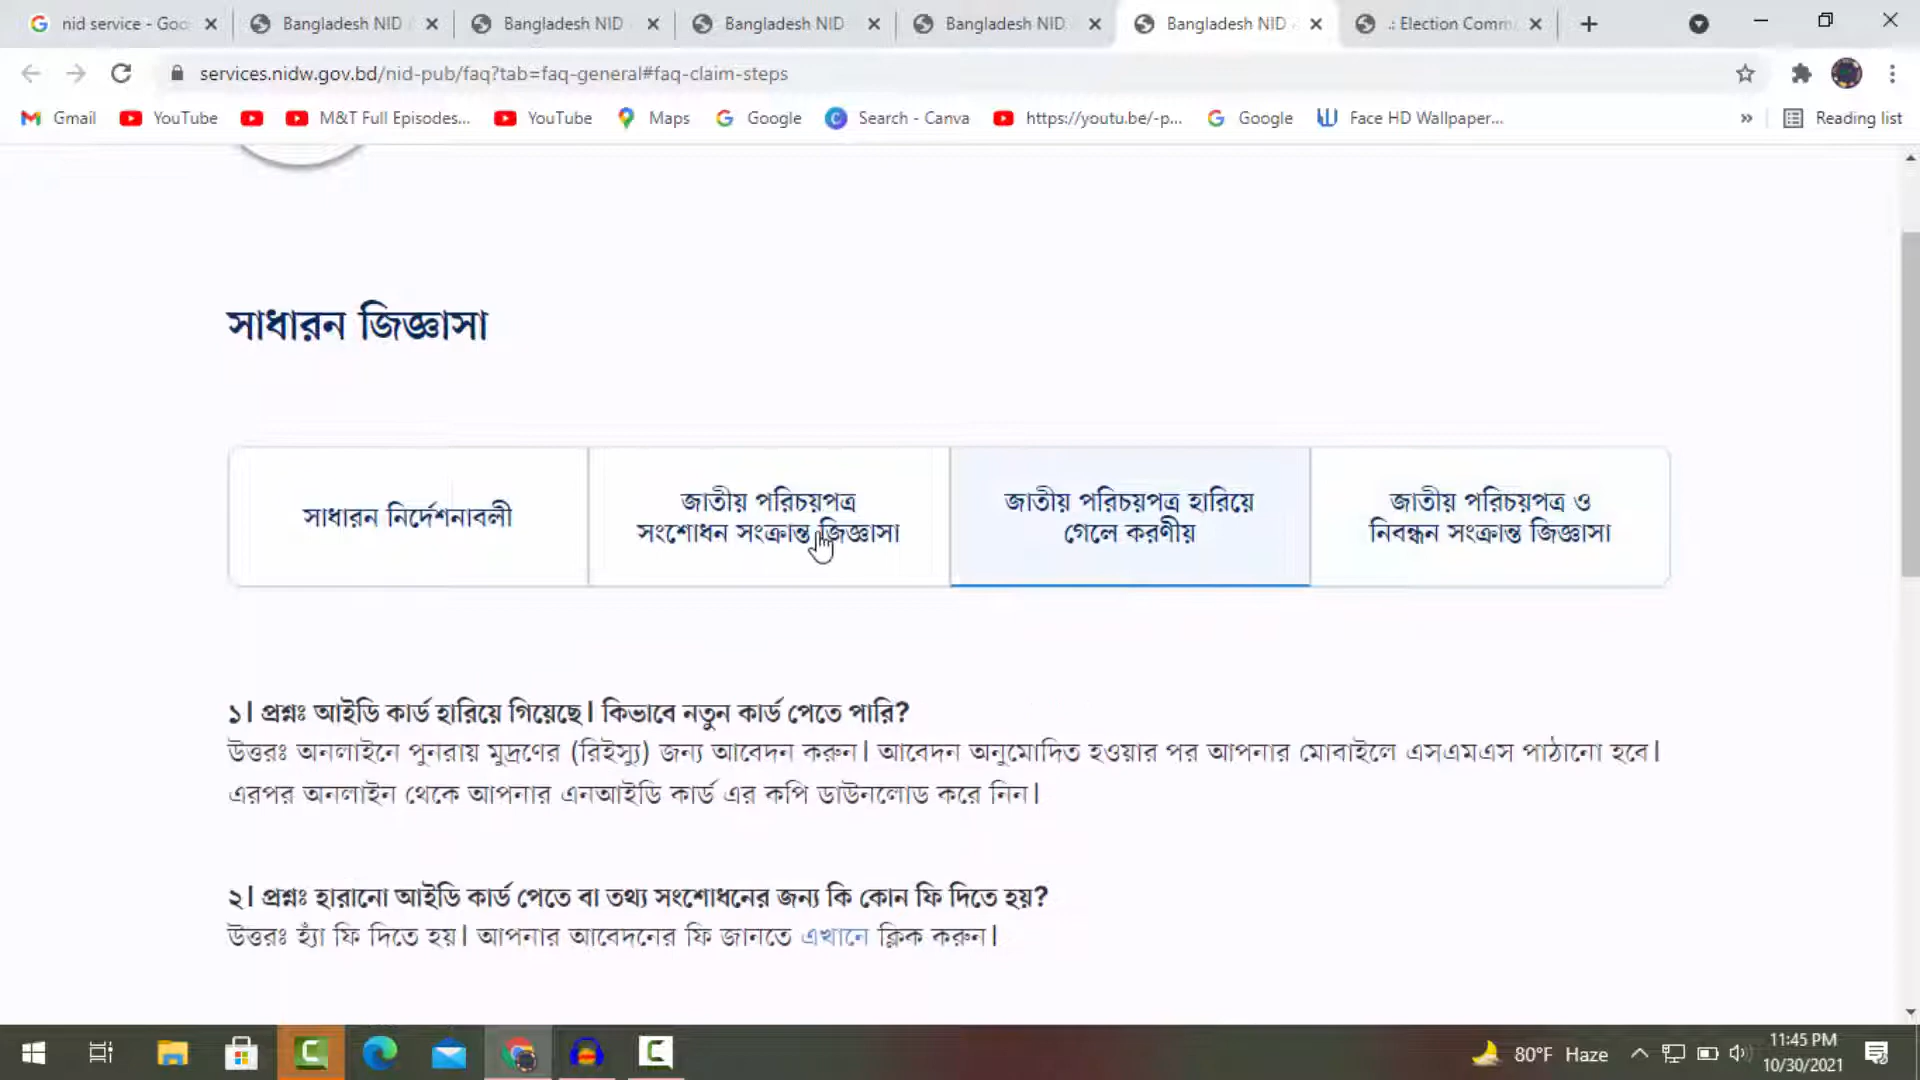 nid service - Goo
Bangladesh NID
Bangladesh NID
Bangladesh NID
Bangladesh NID
Bangladesh NID
.: Election Comm
services.nidw.gov.bd/nid-pub/faq?tab=faq-general#faq-claim-steps
Gmail
YouTube
M&T Full Episodes...
YouTube
Maps
Google
Search - Canva
https://youtu.be/-p...
Google
Face HD Wallpaper...
»
Reading list
সাধারন জিজ্ঞাসা
সাধারন নির্দেশনাবলী
জাতীয় পরিচয়পত্র
সংশোধন সংক্রান্ত জিজ্ঞাসা
জাতীয় পরিচয়পত্র হারিয়ে
গেলে করণীয়
জাতীয় পরিচয়পত্র ও
নিবন্ধন সংক্রান্ত জিজ্ঞাসা
১। প্রশ্নঃ আইডি কার্ড হারিয়ে গিয়েছে। কিভাবে নতুন কার্ড পেতে পারি?
উত্তরঃ অনলাইনে পুনরায় মুদ্রণের (রিইস্যু) জন্য আবেদন করুন। আবেদন অনুমোদিত হওয়ার পর আপনার মোবাইলে এসএমএস পাঠানো হবে।
এরপর অনলাইন থেকে আপনার এনআইডি কার্ড এর কপি ডাউনলোড করে নিন।
২। প্রশ্নঃ হারানো আইডি কার্ড পেতে বা তথ্য সংশোধনের জন্য কি কোন ফি দিতে হয়?
উত্তরঃ হ্যাঁ ফি দিতে হয়। আপনার আবেদনের ফি জানতে এখানে ক্লিক করুন।
80°F Haze
11:45 PM
10/30/2021